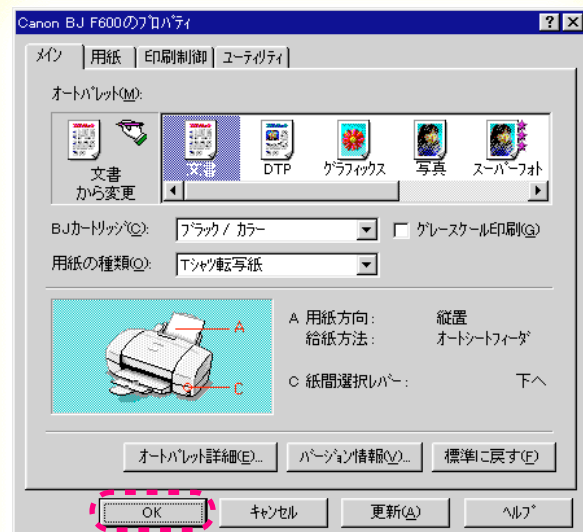 Canon BJ F600のﾌﾟﾛﾊﾟﾃｨ
ﾒｲﾝ 用紙 印刷制御 ﾕｰﾃｨﾘﾃｨ
ｵｰﾄﾊﾟﾚｯﾄ(M):
文書
から変更
文書 DTP ｸﾞﾗﾌｨｯｸｽ 写真 ｽｰﾊﾟｰﾌｫﾄ
BJｶｰﾄﾘｯｼﾞ(C): ﾌﾞﾗｯｸ / ｶﾗｰ ｸﾞﾚｰｽｹｰﾙ印刷(G)
用紙の種類(O): Tｼｬﾂ転写紙
A
C
A 用紙方向: 縦置
給紙方法: ｵｰﾄｼｰﾄﾌｨｰﾀﾞ
C 紙間選択ﾚﾊﾞｰ: 下へ
ｵｰﾄﾊﾟﾚｯﾄ詳細(E)... ﾊﾞｰｼﾞｮﾝ情報(V)... 標準に戻す(F)
OK ｷｬﾝｾﾙ 更新(A) ﾍﾙﾌﾟ